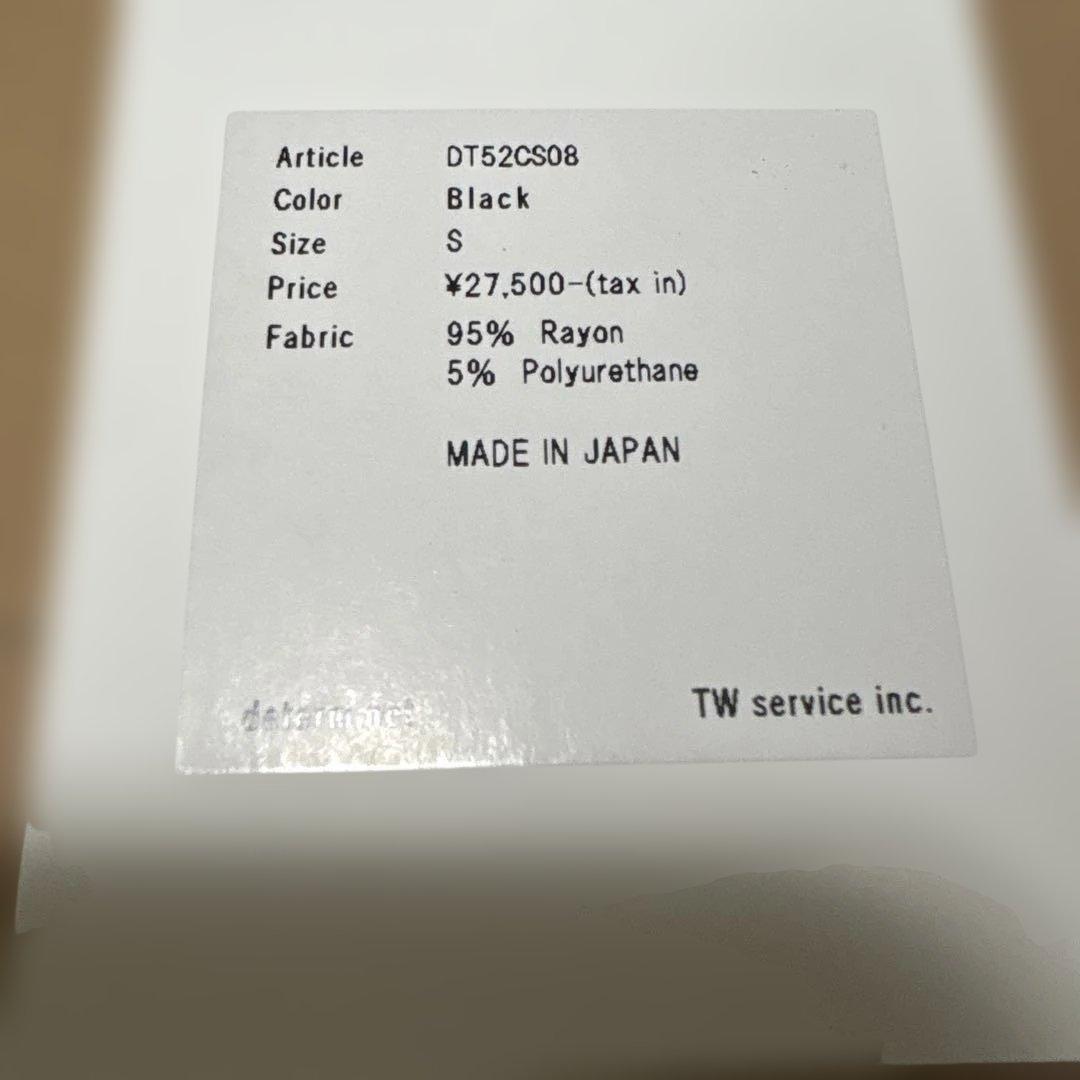 Article DT52CS08
Color Black
Size S
Price ¥27,500-(tax in)
Fabric 95% Rayon
5% Polyurethane
MADE IN JAPAN
TW service inc.